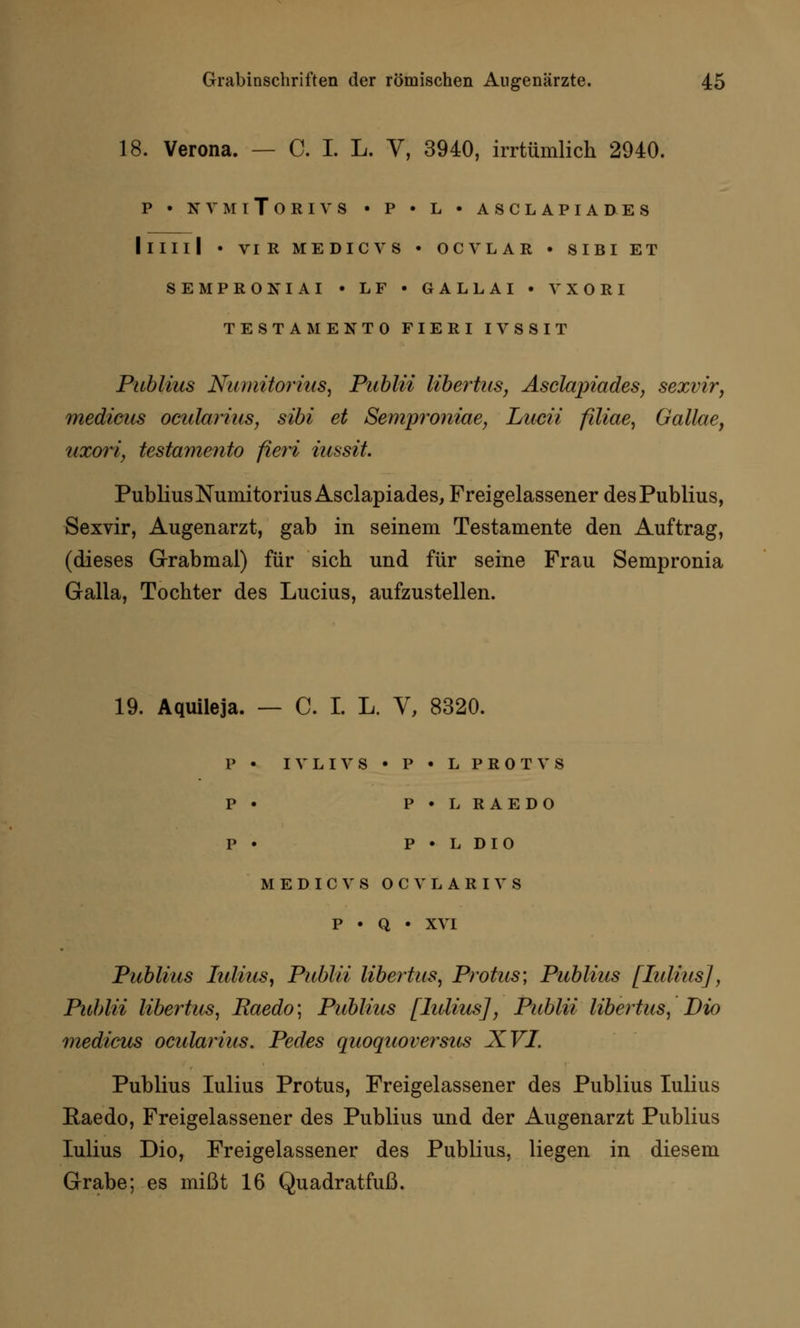 Grabinschriften der römischen Augenärzte. 45
18. Verona. — C. I. L. V, 3940, irrtümlich 2940.
P • NVMITORIVS • P • L • ASCLAPIADES
IIIIII • VIR MEDICVS • OCVLAR • SIBI ET
SEMPRONIAI • LF • GALLAI • VXORI
TESTAMENTO FIERI IVSSIT
Publius Numitorius, Publii libertus, Asclapiades, sexvir,
medicus ocularius, sibi et Semproniae, Lucii filiae, Gallae,
uxori, testamento fieri iussit.
Publius Numitorius Asclapiades, Freigelassener des Publius,
Sexvir, Augenarzt, gab in seinem Testamente den Auftrag,
(dieses Grabmal) für sich und für seine Frau Sempronia
Galla, Tochter des Lucius, aufzustellen.
19. Aquileja. — C. I. L. V, 8320.
P • IVLIVS • P • L PROTVS
P • P • L RAEDO
P • P • L DIO
MEDICVS OCVLARIVS
P • Q • XVI
Publius Iulius, Publii libertus, Protus; Publius [Iulius],
Publii libertus, Raedo; Publius [Iulius], Publii libertus, Dio
medicus ocularius. Pedes quoquoversus XVI.
Publius Iulius Protus, Freigelassener des Publius Iulius
Raedo, Freigelassener des Publius und der Augenarzt Publius
Iulius Dio, Freigelassener des Publius, liegen in diesem
Grabe; es mißt 16 Quadratfuß.